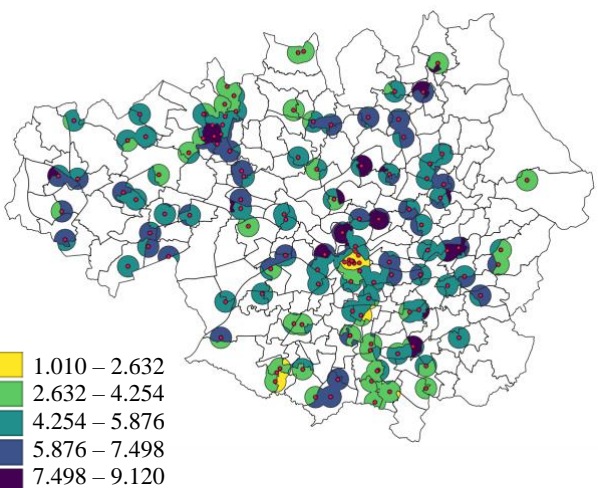 1.010 – 2.632
2.632 – 4.254
4.254 – 5.876
5.876 – 7.498
7.498 – 9.120